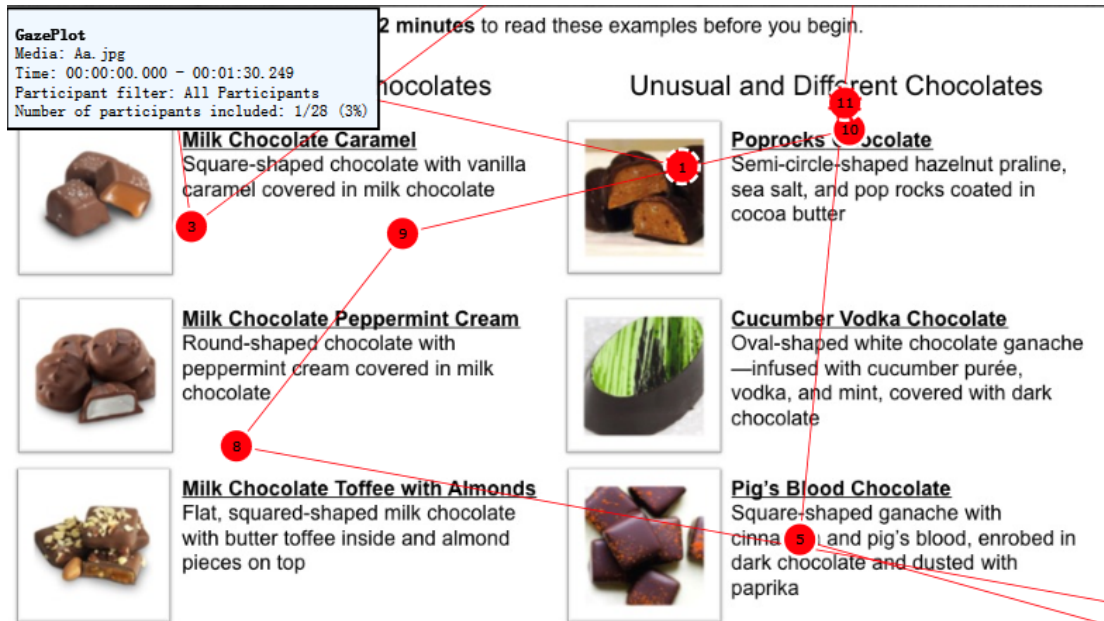 GazePlot
Media: Aa.jpg
Time: 00:00:00.000 - 00:01:30.249
Participant filter: All Participants
Number of participants included: 1/28 (3%)
2 minutes to read these examples before you begin.
hocolates
Unusual and Different Chocolates
11
10
Milk Chocolate Caramel
Square-shaped chocolate with vanilla
caramel covered in milk chocolate
3
9
1
Poprocks Chocolate
Semi-circle-shaped hazelnut praline,
sea salt, and pop rocks coated in
cocoa butter
Milk Chocolate Peppermint Cream
Round-shaped chocolate with
peppermint cream covered in milk
chocolate
8
Cucumber Vodka Chocolate
Oval-shaped white chocolate ganache
—infused with cucumber purée,
vodka, and mint, covered with dark
chocolate
Milk Chocolate Toffee with Almonds
Flat, squared-shaped milk chocolate
with butter toffee inside and almond
pieces on top
Pig's Blood Chocolate
Square-shaped ganache with
and pig's blood, enrobed in
5
dark chocolate and dusted with
paprika